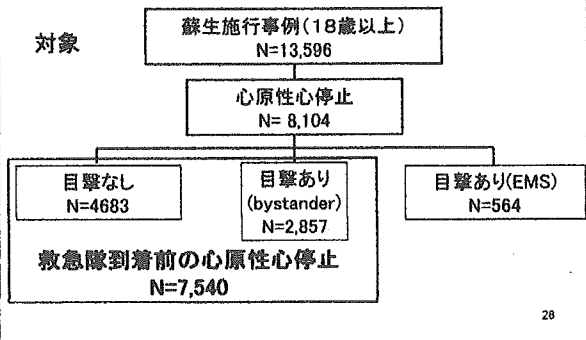 対象
蘇生施行事例(18歳以上)
N=13,596
心原性心停止
N= 8,104
目撃なし
N=4683
目撃あり
(bystander)
N=2,857
目撃あり(EMS)
N=564
救急隊到着前の心原性心停止
N=7,540
28